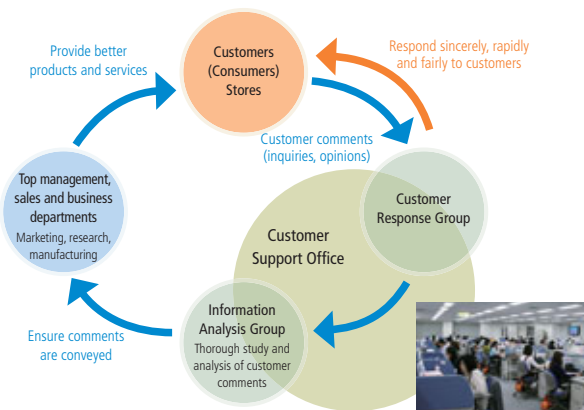 Customers
(Consumers)
Stores
Provide better
products and services
Respond sincerely, rapidly
and fairly to customers
Customer comments
(inquiries, opinions)
Top management,
sales and business
departments
Marketing, research,
manufacturing
Customer
Response Group
Customer
Support Office
Information
Analysis Group
Thorough study and
analysis of customer
comments
Ensure comments
are conveyed